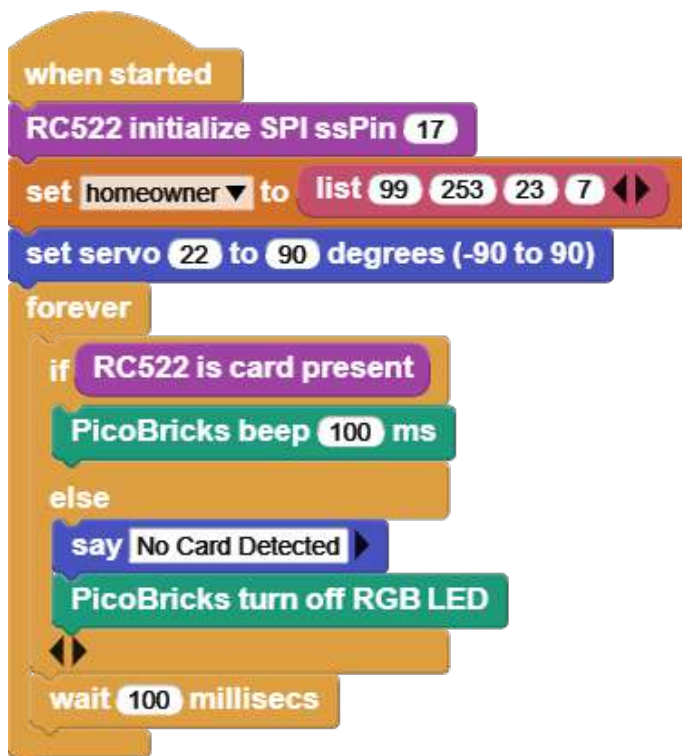 when started
RC522 initialize SPI ssPin 17
set homeowner to list 99 253 23 7
set servo 22 to 90 degrees (-90 to 90)
forever
if RC522 is card present
PicoBricks beep 100 ms
else
say No Card Detected
PicoBricks turn off RGB LED
wait 100 millisecs